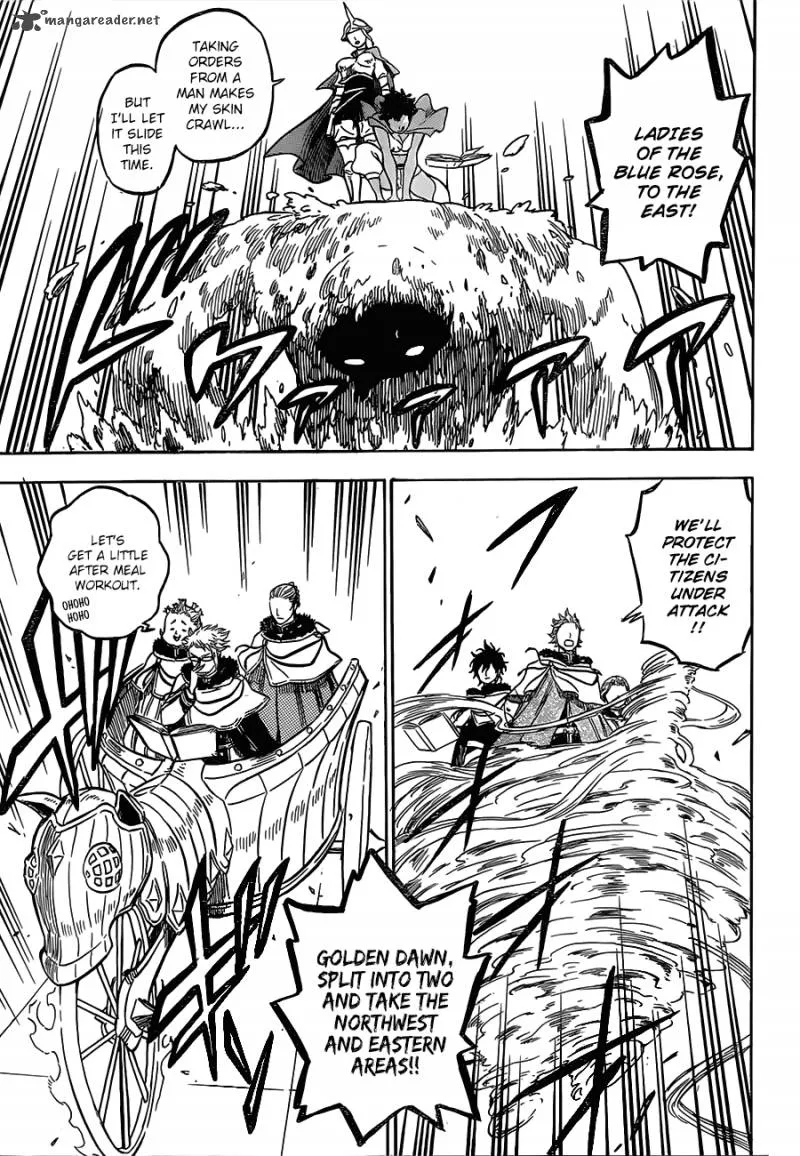 mangareader.net
LADIES
OF THE
BLUE ROSE,
TO THE
EAST!
TAKING
ORDERS
FROM A
MAN MAKES
MY SKIN
CRAWL...
BUT
I'LL LET
IT SLIDE
THIS
TIME.
WE'LL
PROTECT
THE CI-
TIZENS
UNDER
ATTACK
!!
LET'S
GET A LITTLE
AFTER MEAL
WORKOUT.
OHOHO
HOHO
GOLDEN DAWN,
SPLIT INTO TWO
AND TAKE THE
NORTHWEST
AND EASTERN
AREAS!!